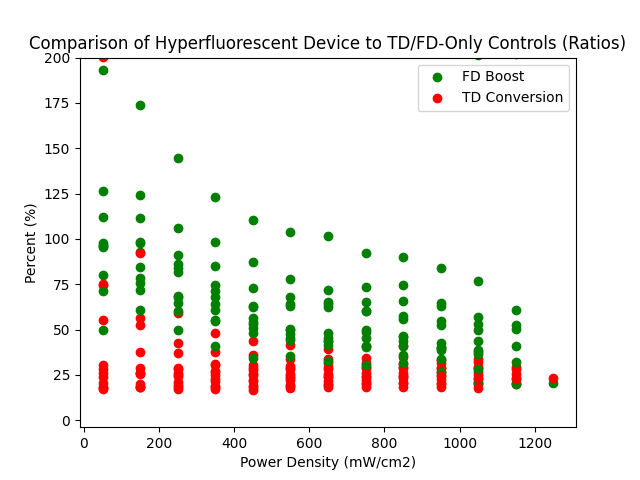 Comparison of Hyperfluorescent Device to TD/FD-Only Controls (Ratios)
FD Boost
TD Conversion
200
175
150
125
100
75
50
25
0
Percent (%)
0 200 400 600 800 1000 1200
Power Density (mW/cm2)